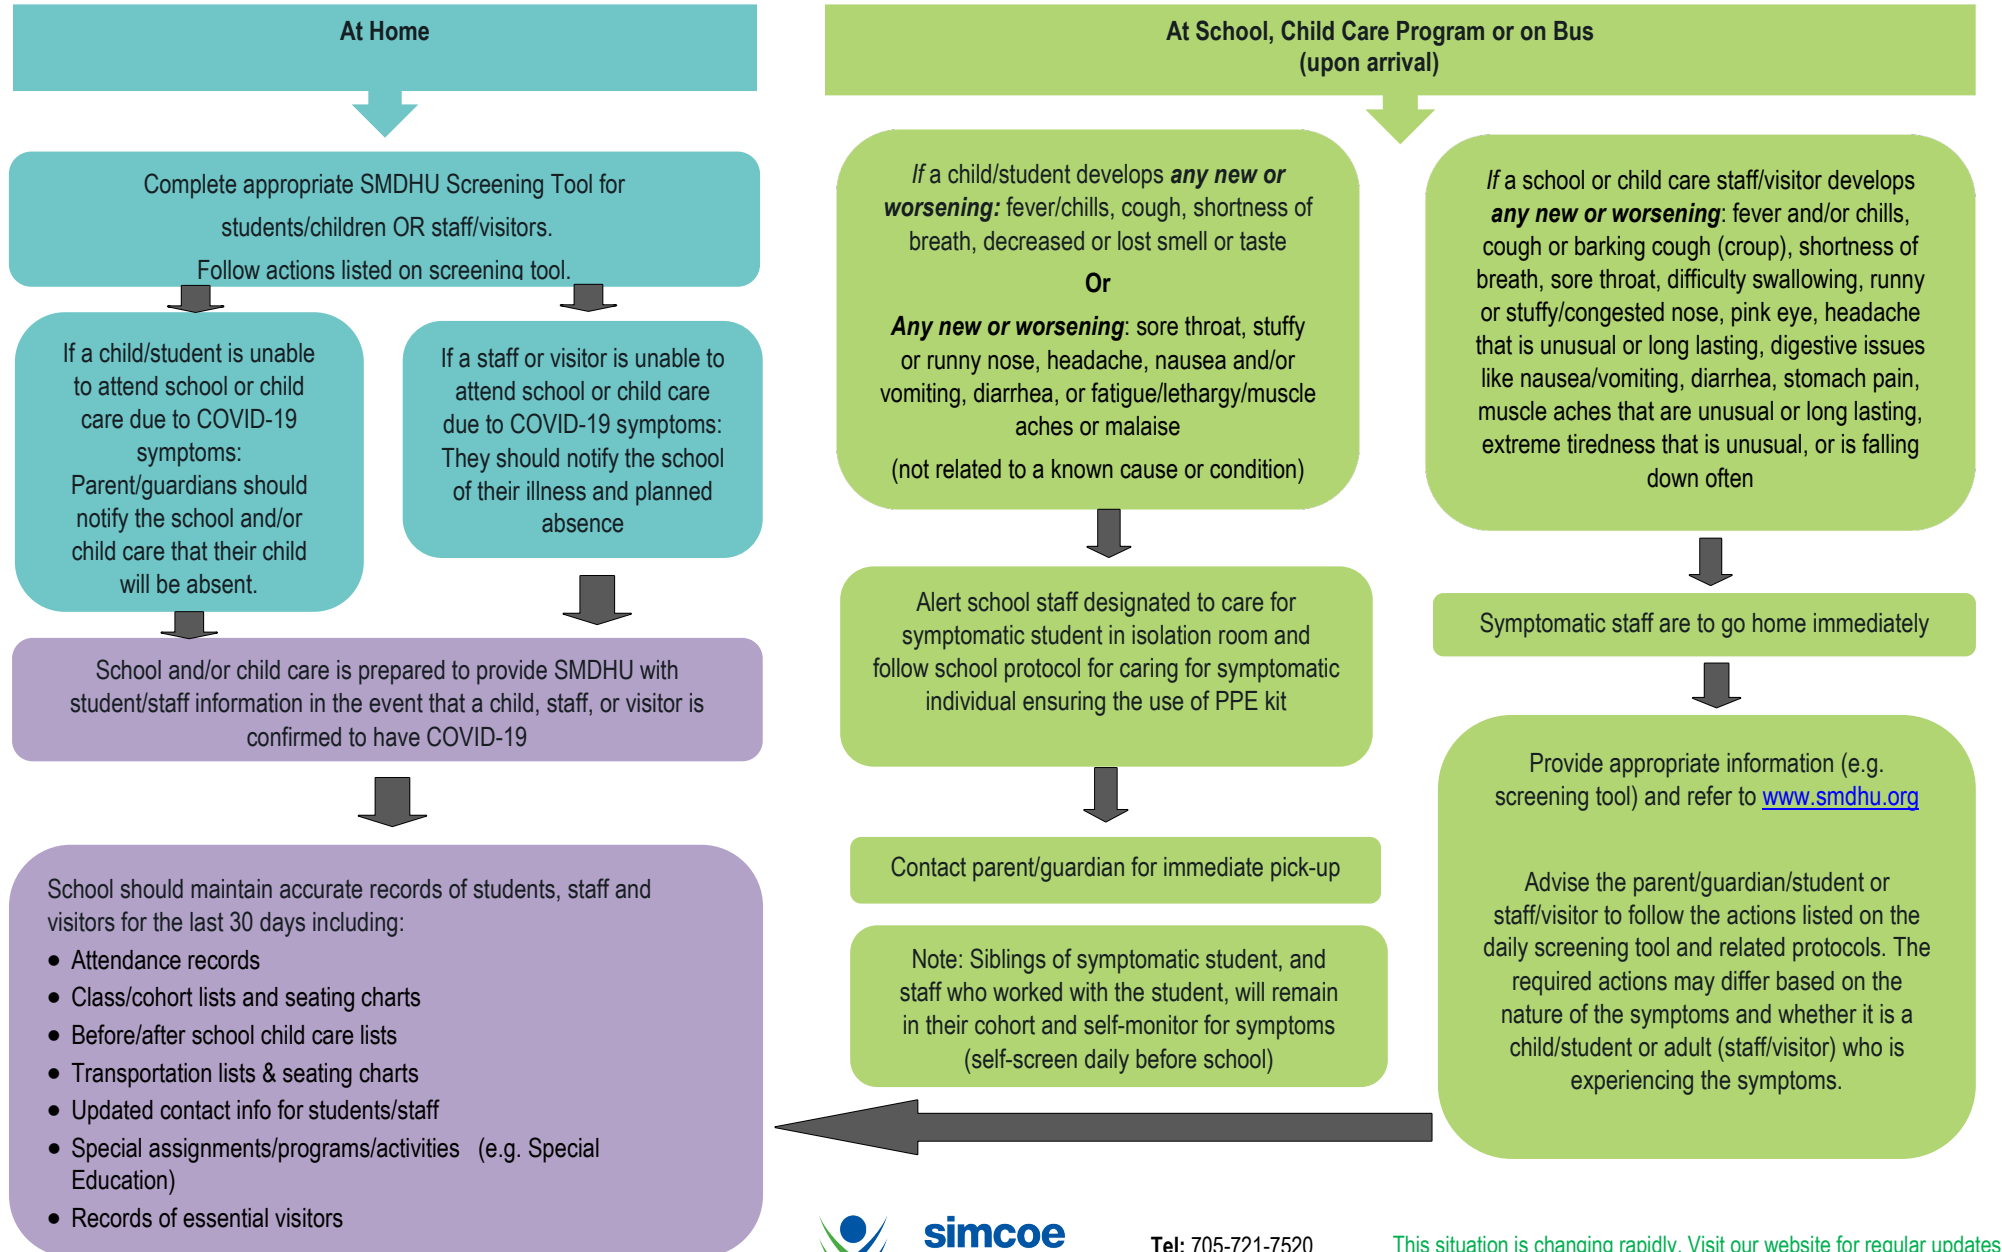 At Home
Complete appropriate SMDHU Screening Tool for
students/children OR staff/visitors.
Follow actions listed on screening tool.
If a child/student is unable
to attend school or child
care due to COVID-19
symptoms:
Parent/guardians should
notify the school and/or
child care that their child
will be absent.
If a staff or visitor is unable to
attend school or child care
due to COVID-19 symptoms:
They should notify the school
of their illness and planned
absence
School and/or child care is prepared to provide SMDHU with
student/staff information in the event that a child, staff, or visitor is
confirmed to have COVID-19
School should maintain accurate records of students, staff and
visitors for the last 30 days including:
• Attendance records
• Class/cohort lists and seating charts
• Before/after school child care lists
• Transportation lists & seating charts
• Updated contact info for students/staff
• Special assignments/programs/activities (e.g. Special
Education)
• Records of essential visitors
At School, Child Care Program or on Bus
(upon arrival)
If a child/student develops any new or
worsening: fever/chills, cough, shortness of
breath, decreased or lost smell or taste
Or
Any new or worsening: sore throat, stuffy
or runny nose, headache, nausea and/or
vomiting, diarrhea, or fatigue/lethargy/muscle
aches or malaise
(not related to a known cause or condition)
Alert school staff designated to care for
symptomatic student in isolation room and
follow school protocol for caring for symptomatic
individual ensuring the use of PPE kit
Contact parent/guardian for immediate pick-up
Note: Siblings of symptomatic student, and
staff who worked with the student, will remain
in their cohort and self-monitor for symptoms
(self-screen daily before school)
If a school or child care staff/visitor develops
any new or worsening: fever and/or chills,
cough or barking cough (croup), shortness of
breath, sore throat, difficulty swallowing, runny
or stuffy/congested nose, pink eye, headache
that is unusual or long lasting, digestive issues
like nausea/vomiting, diarrhea, stomach pain,
muscle aches that are unusual or long lasting,
extreme tiredness that is unusual, or is falling
down often
Symptomatic staff are to go home immediately
Provide appropriate information (e.g.
screening tool) and refer to www.smdhu.org
Advise the parent/guardian/student or
staff/visitor to follow the actions listed on the
daily screening tool and related protocols. The
required actions may differ based on the
nature of the symptoms and whether it is a
child/student or adult (staff/visitor) who is
experiencing the symptoms.
simcoe
Tel: 705-721-7520
This situation is changing rapidly. Visit our website for regular updates